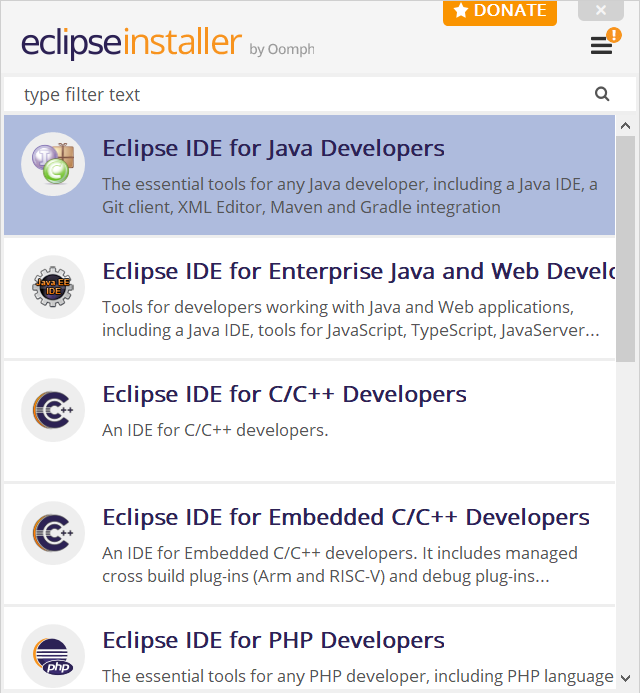 DONATE
eclipseinstaller by Oomph
!
type filter text
Eclipse IDE for Java Developers
The essential tools for any Java developer, including a Java IDE, a
Git client, XML Editor, Maven and Gradle integration
J
C
Java EE
IDE
Eclipse IDE for Enterprise Java and Web Develo
Tools for developers working with Java and Web applications,
including a Java IDE, tools for JavaScript, TypeScript, JavaServer...
C++
Eclipse IDE for C/C++ Developers
An IDE for C/C++ developers.
C++
Eclipse IDE for Embedded C/C++ Developers
An IDE for Embedded C/C++ developers. It includes managed
cross build plug-ins (Arm and RISC-V) and debug plug-ins...
php
Eclipse IDE for PHP Developers
The essential tools for any PHP developer, including PHP language